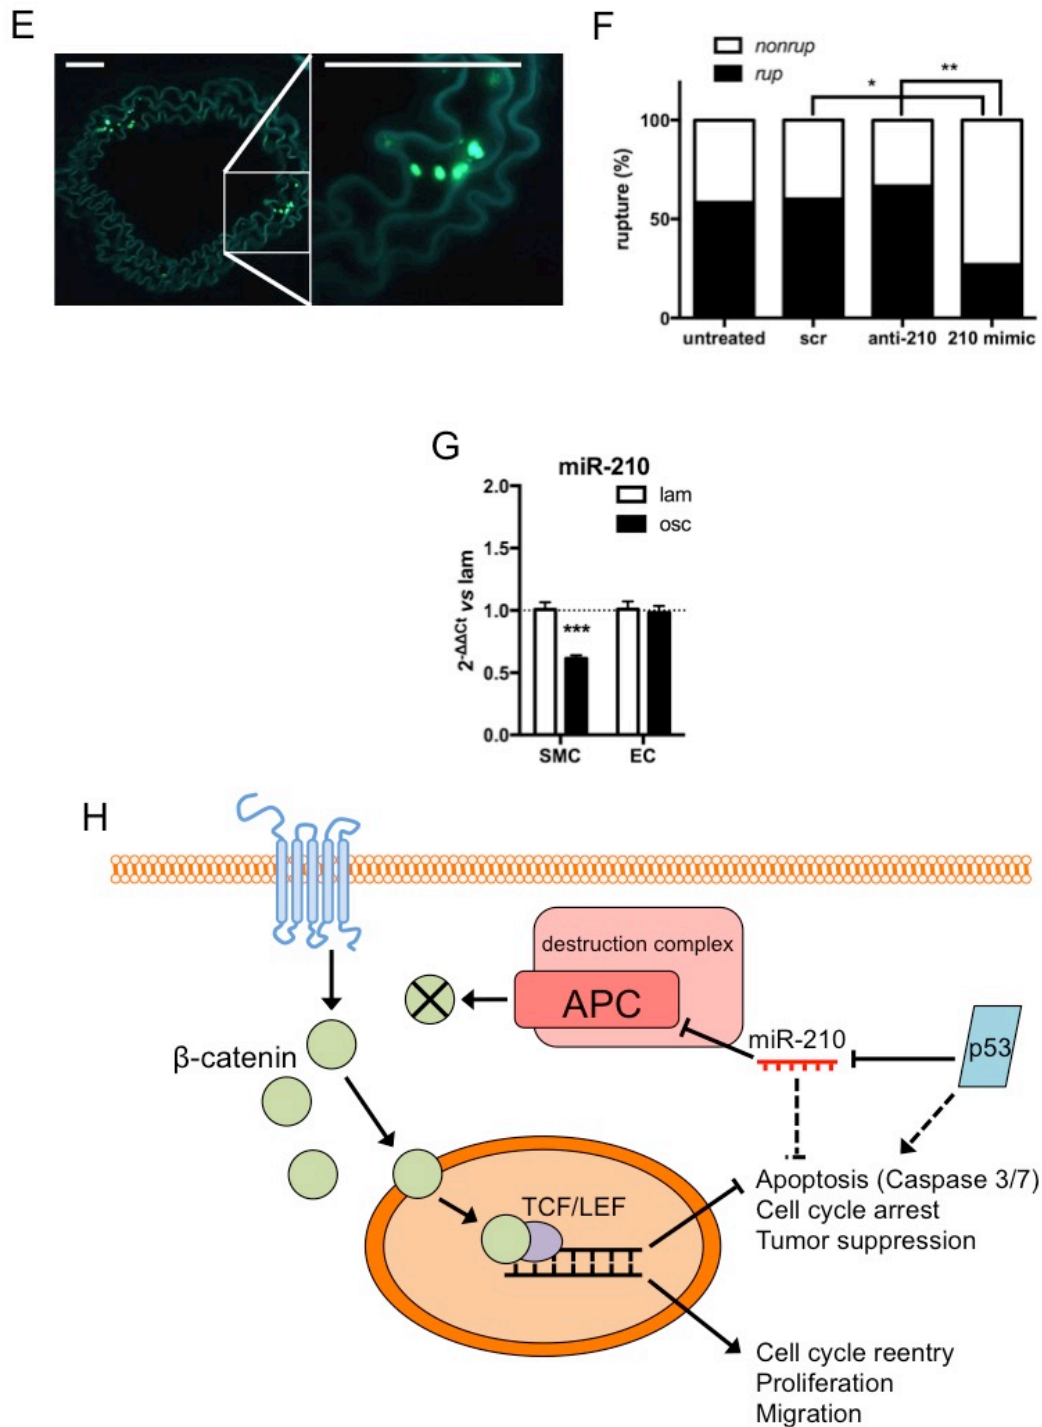 E
F
nonrup
rup
*
**
100
50
0
rupture (%)
untreated scr anti-210 210 mimic
G
miR-210
lam
osc
2.0
1.5
1.0
0.5
0.0
2-ΔΔCt vs lam
***
SMC EC
H
destruction complex
APC
miR-210
p53
β-catenin
TCF/LEF
Apoptosis (Caspase 3/7)
Cell cycle arrest
Tumor suppression
Cell cycle reentry
Proliferation
Migration